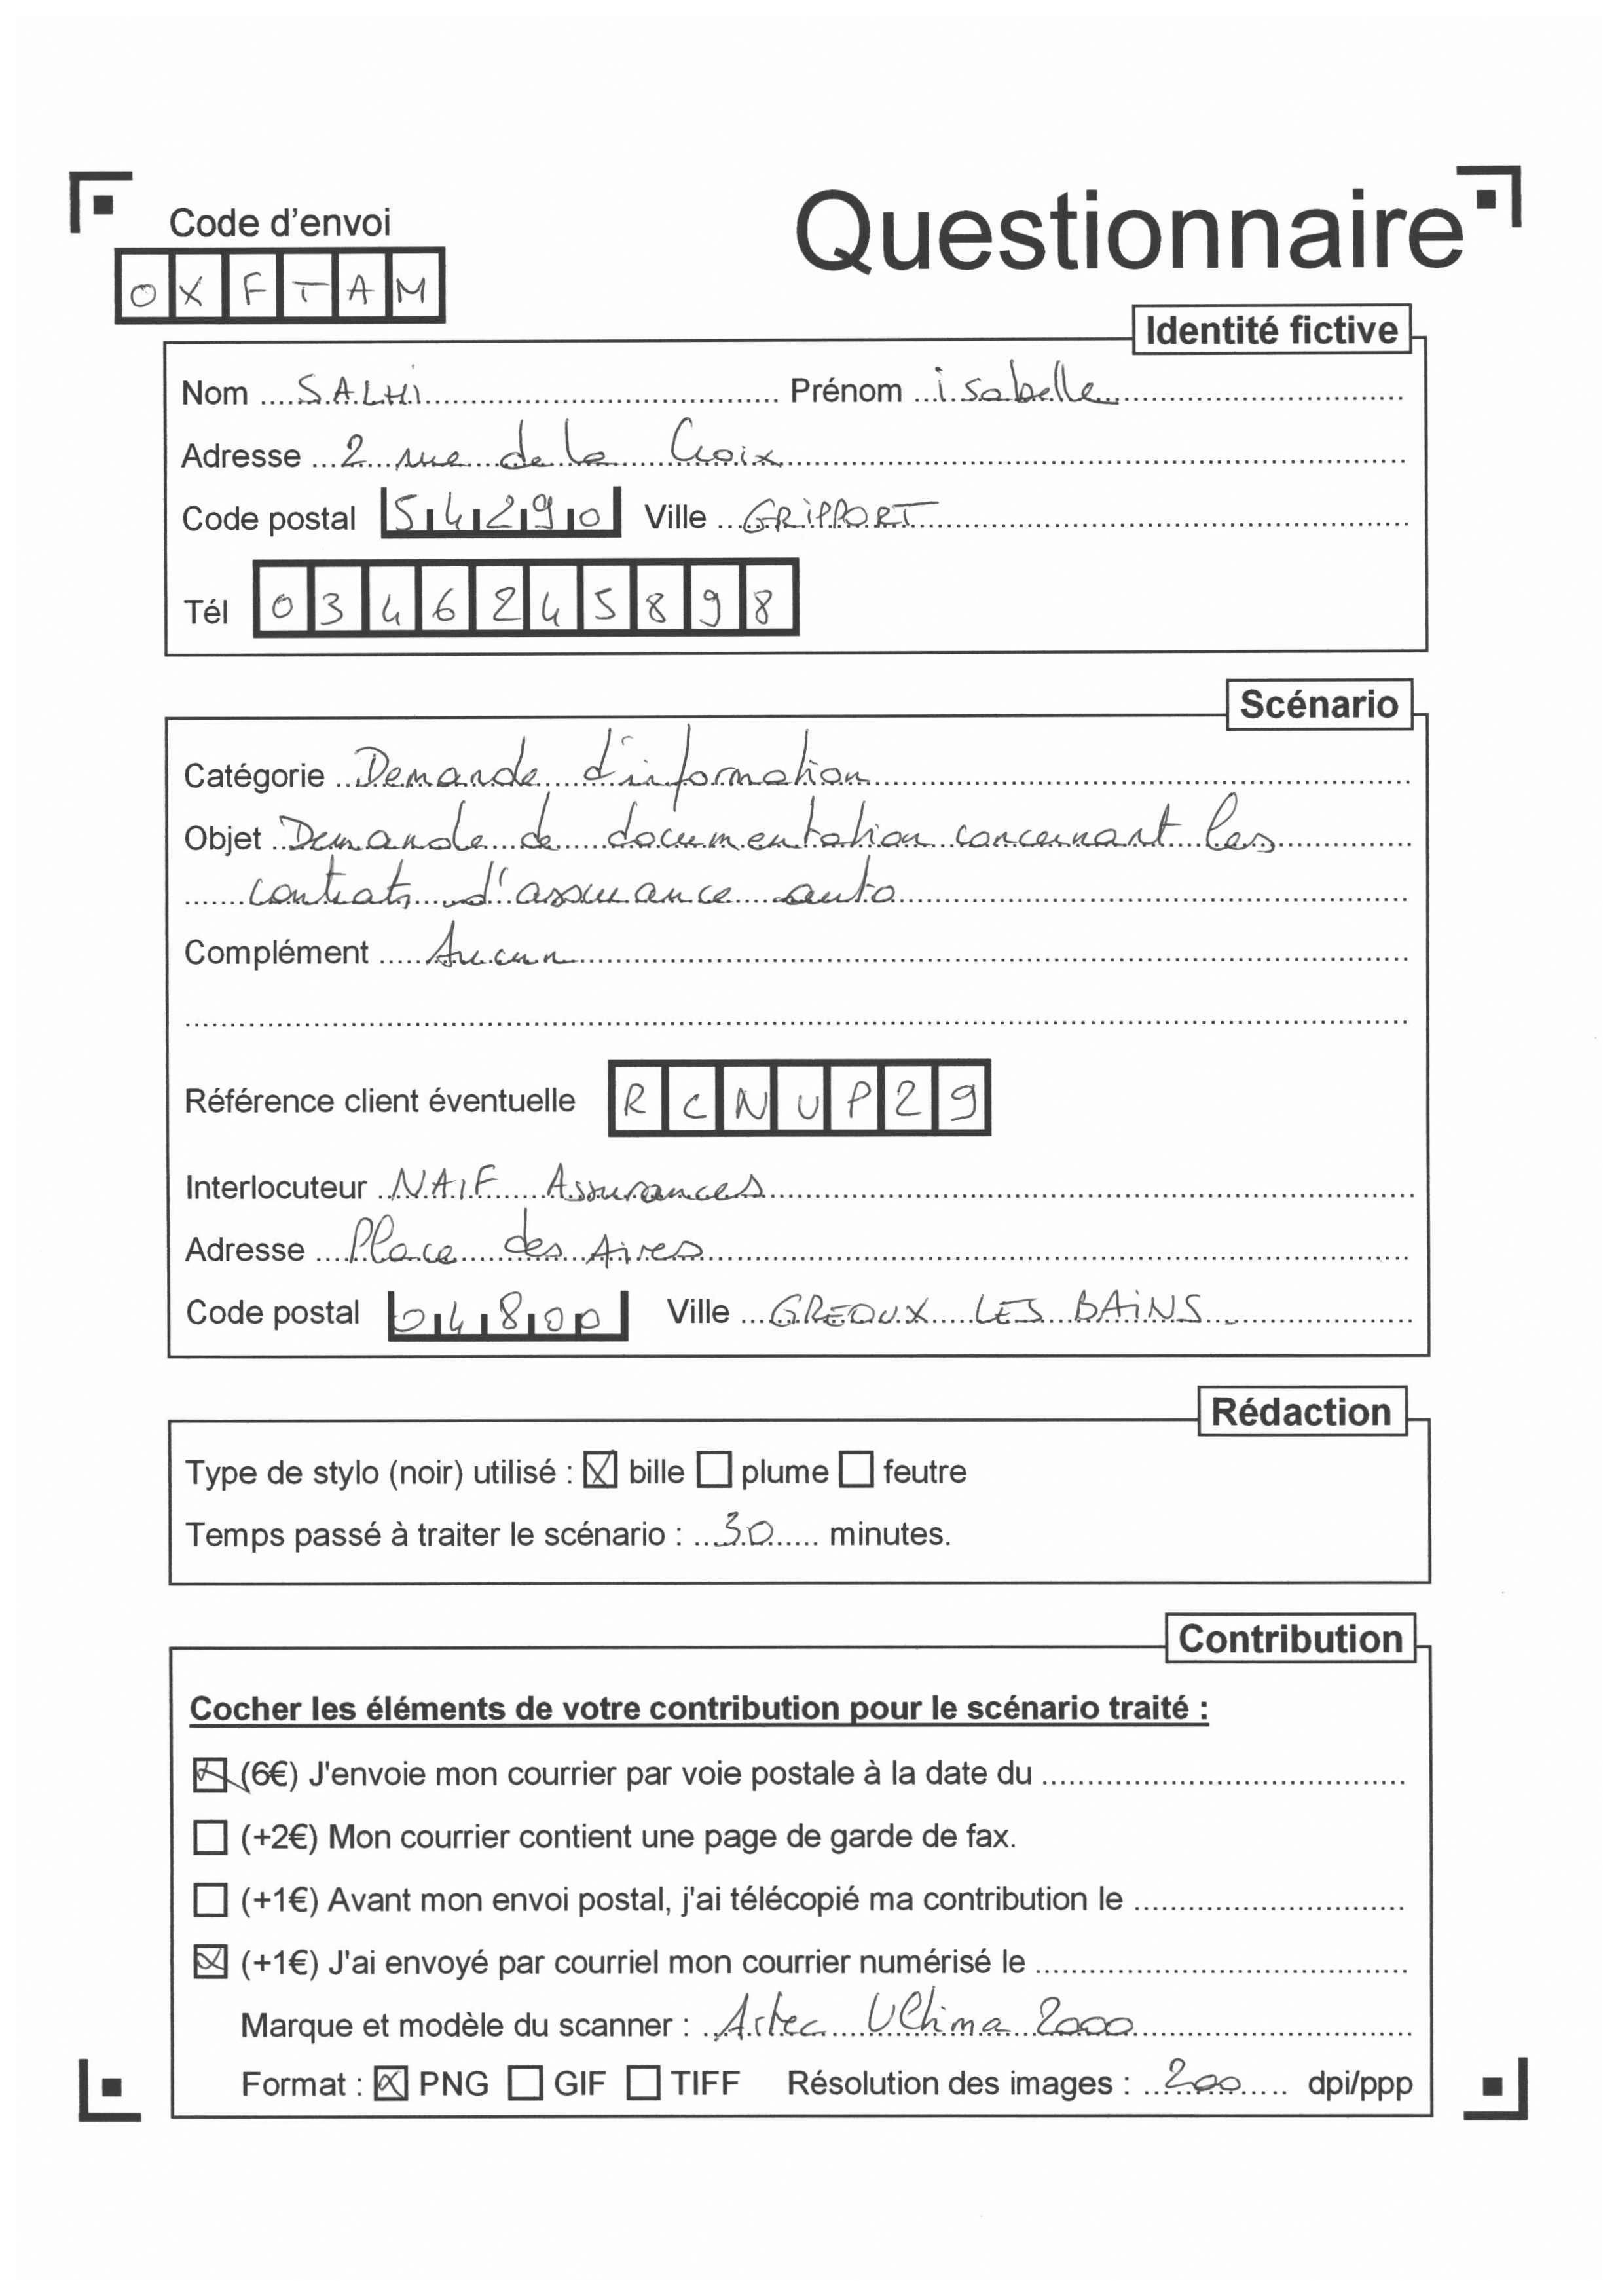 Questionnaire
Code d'envoi
OXFTAM
Identité fictive
Nom SALHi Prénom isabelle
Adresse 2 rue de la Croix
Code postal 54290 Ville GRiPPORT
Tél 0346245898
Scénario
Catégorie Demande d'information
Objet Demande de documentation concernant les
contrats d'assurance auto
Complément Aucun
Référence client éventuelle RCNUP29
Interlocuteur NAIF Assurances
Adresse Place des Aires
Code postal 04800 Ville GREOUX LES BAiNS
Rédaction
Type de stylo (noir) utilisé : bille plume feutre
Temps passé à traiter le scénario : 30 minutes.
Contribution
Cocher les éléments de votre contribution pour le scénario traité :
(6€) J'envoie mon courrier par voie postale à la date du
(+2€) Mon courrier contient une page de garde de fax.
(+1€) Avant mon envoi postal, j'ai télécopié ma contribution le
(+1€) J'ai envoyé par courriel mon courrier numérisé le
Marque et modèle du scanner : Artec Ultima 2000
Format : PNG GIF TIFF Résolution des images : 200 dpi/ppp